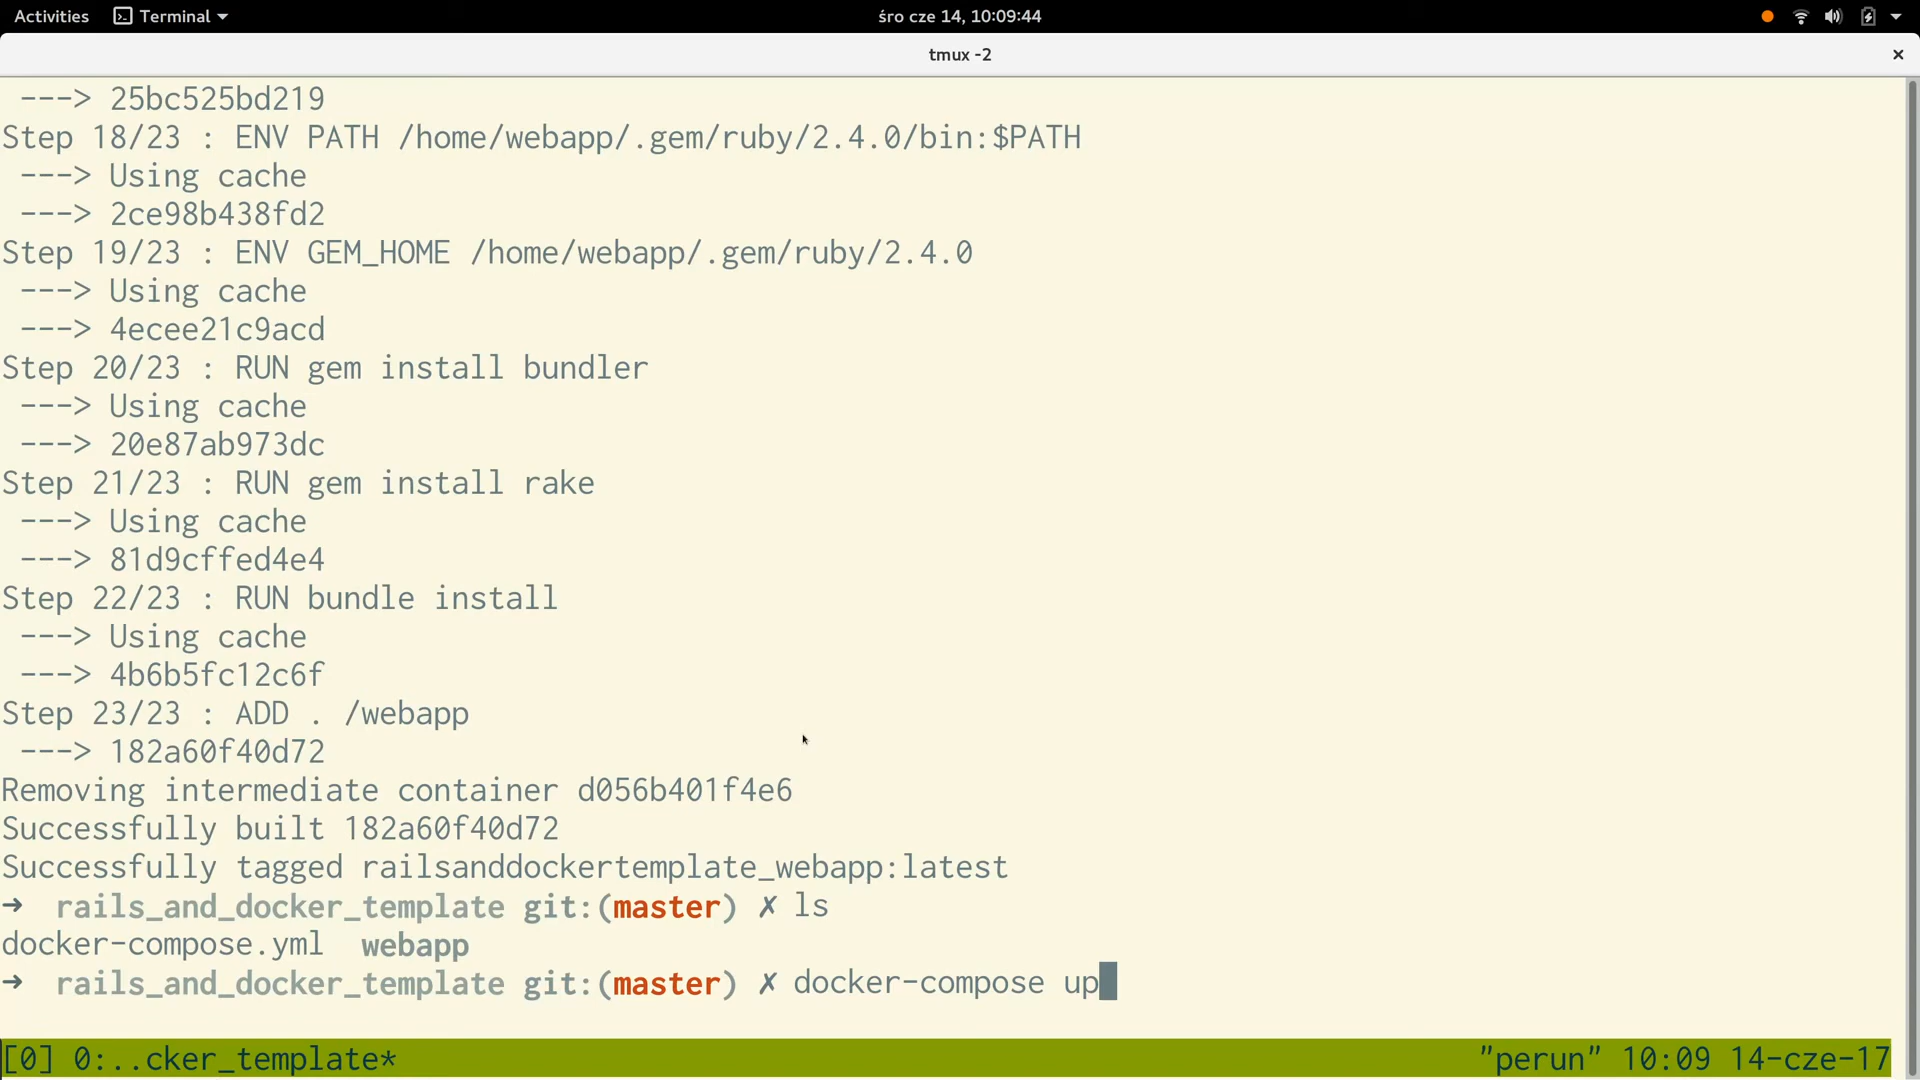 Activities Terminal śro cze 14, 10:09:44
tmux -2
---> 25bc525bd219
Step 18/23 : ENV PATH /home/webapp/.gem/ruby/2.4.0/bin:$PATH
---> Using cache
---> 2ce98b438fd2
Step 19/23 : ENV GEM_HOME /home/webapp/.gem/ruby/2.4.0
---> Using cache
---> 4ecee21c9acd
Step 20/23 : RUN gem install bundler
---> Using cache
---> 20e87ab973dc
Step 21/23 : RUN gem install rake
---> Using cache
---> 81d9cffed4e4
Step 22/23 : RUN bundle install
---> Using cache
---> 4b6b5fc12c6f
Step 23/23 : ADD . /webapp
---> 182a60f40d72
Removing intermediate container d056b401f4e6
Successfully built 182a60f40d72
Successfully tagged railsanddockertemplate_webapp:latest
➜ rails_and_docker_template git:(master) ✗ ls
docker-compose.yml webapp
➜ rails_and_docker_template git:(master) ✗ docker-compose up
[0] 0:..cker_template* "perun" 10:09 14-cze-17